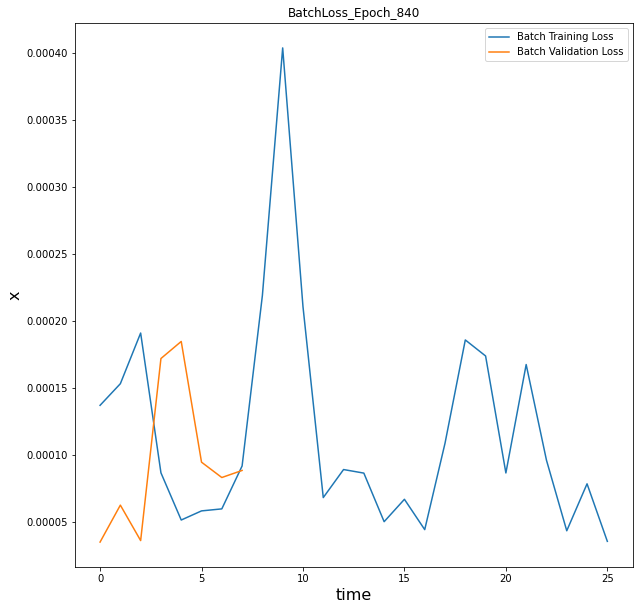 BatchLoss_Epoch_840
Batch Training Loss
Batch Validation Loss
0.00040
0.00035
0.00030
0.00025
0.00020
0.00015
0.00010
0.00005
x
0 5 10 15 20 25
time